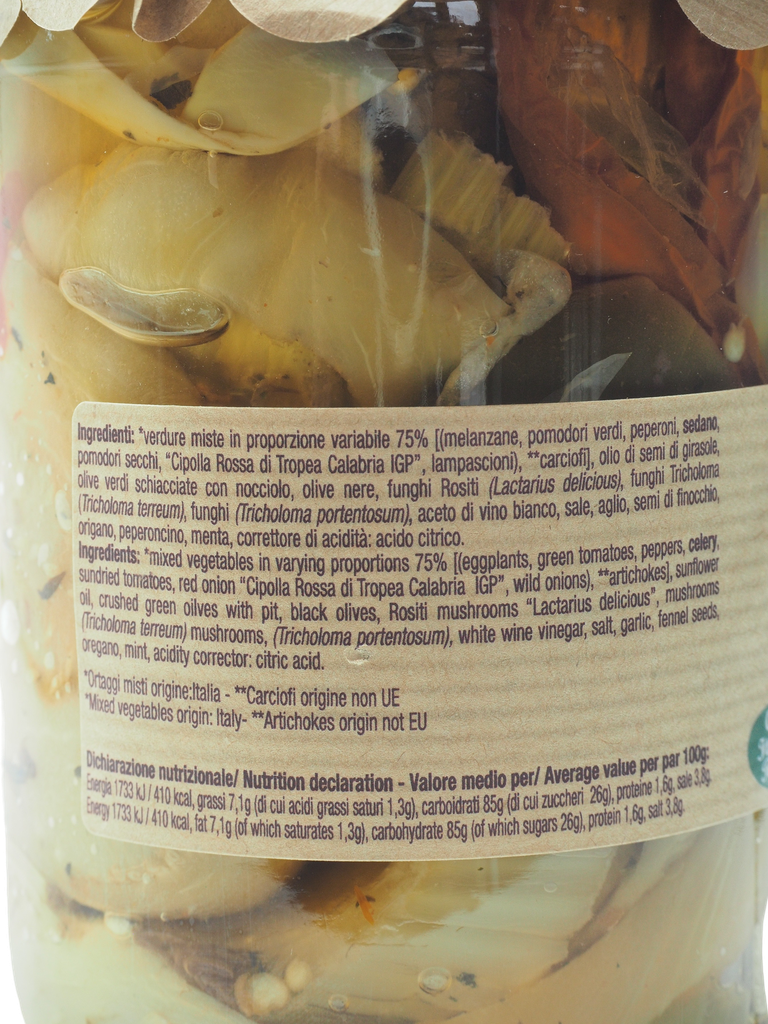 Ingredienti: *verdure miste in proporzione variabile 75% [(melanzane, pomodori verdi, peperoni, sedano,
pomodori secchi, “Cipolla Rossa di Tropea Calabria IGP”, lampascioni), **carciofi], olio di semi di girasole,
olive verdi schiacciate con nocciolo, olive nere, funghi Rositi (Lactarius delicious), funghi Tricholoma
(Tricholoma terreum), funghi (Tricholoma portentosum), aceto di vino bianco, sale, aglio, semi di finocchio,
origano, peperoncino, menta, correttore di acidità: acido citrico.
Ingredients: *mixed vegetables in varying proportions 75% [(eggplants, green tomatoes, peppers, celery,
sundried tomatoes, red onion “Cipolla Rossa di Tropea Calabria IGP”, wild onions), **artichokes], sunflower
oil, crushed green oilves with pit, black olives, Rositi mushrooms “Lactarius delicious”, mushrooms
(Tricholoma terreum) mushrooms, (Tricholoma portentosum), white wine vinegar, salt, garlic, fennel seeds,
oregano, mint, acidity corrector: citric acid.
*Ortaggi misti origine:Italia - **Carciofi origine non UE
*Mixed vegetables origin: Italy- **Artichokes origin not EU
Dichiarazione nutrizionale/ Nutrition declaration - Valore medio per/ Average value per par 100g:
Energia 1733 kJ / 410 kcal, grassi 7,1g (di cui acidi grassi saturi 1,3g), carboidrati 85g (di cui zuccheri 26g), proteine 1,6g, sale 3,8g.
Energy 1733 kJ / 410 kcal, fat 7,1g (of which saturates 1,3g), carbohydrate 85g (of which sugars 26g), protein 1,6g, salt 3,8g.